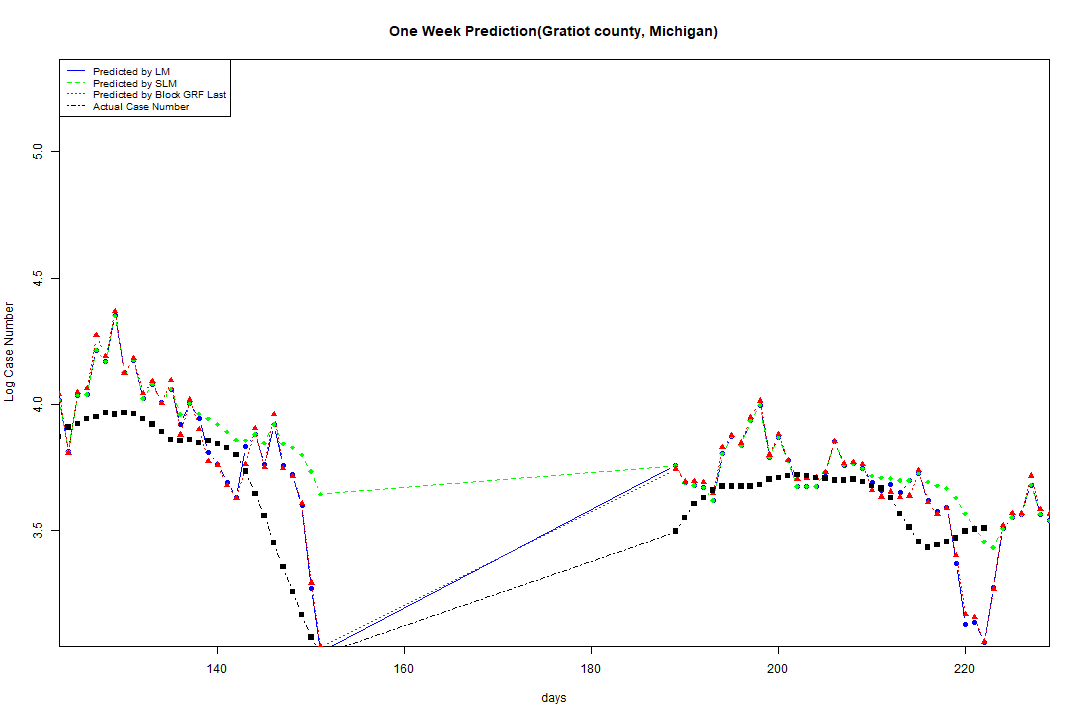 One Week Prediction(Gratiot county, Michigan)
Predicted by LM
Predicted by SLM
Predicted by Block GRF Last
Actual Case Number
5.0
4.5
4.0
3.5
Log Case Number
140 160 180 200 220
days